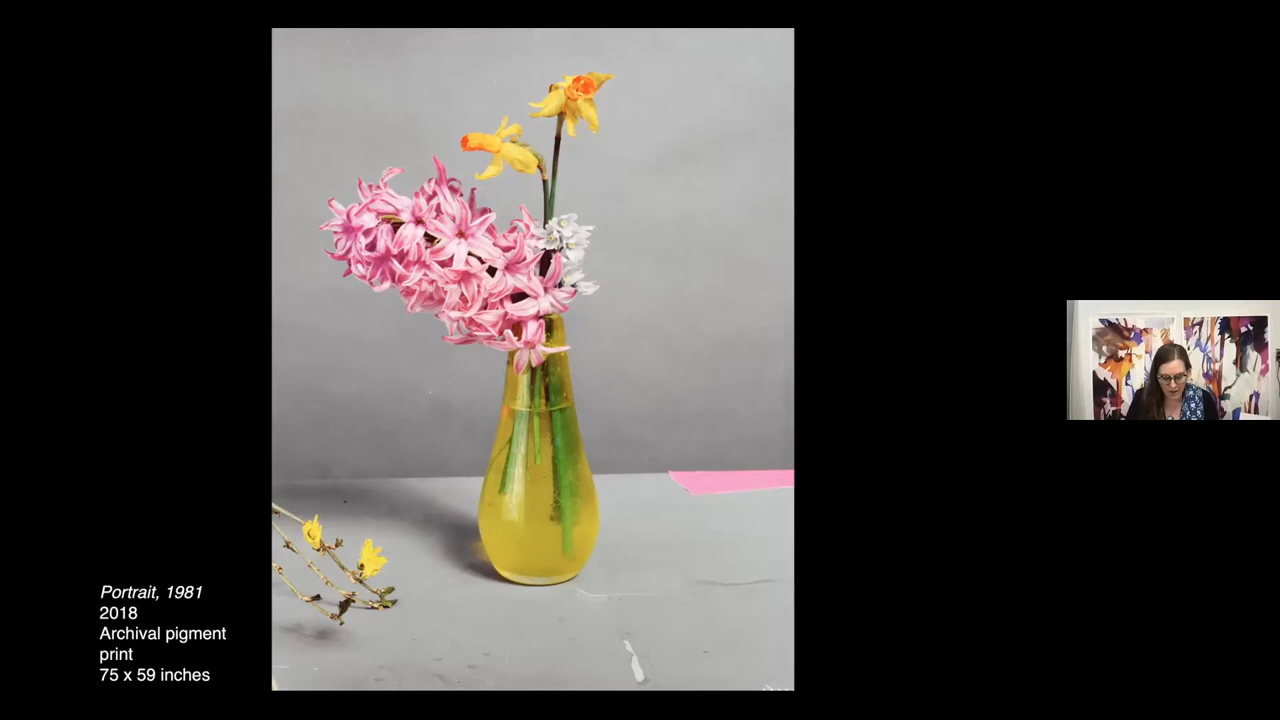 Portrait, 1981
2018
Archival pigment
print
75 x 59 inches